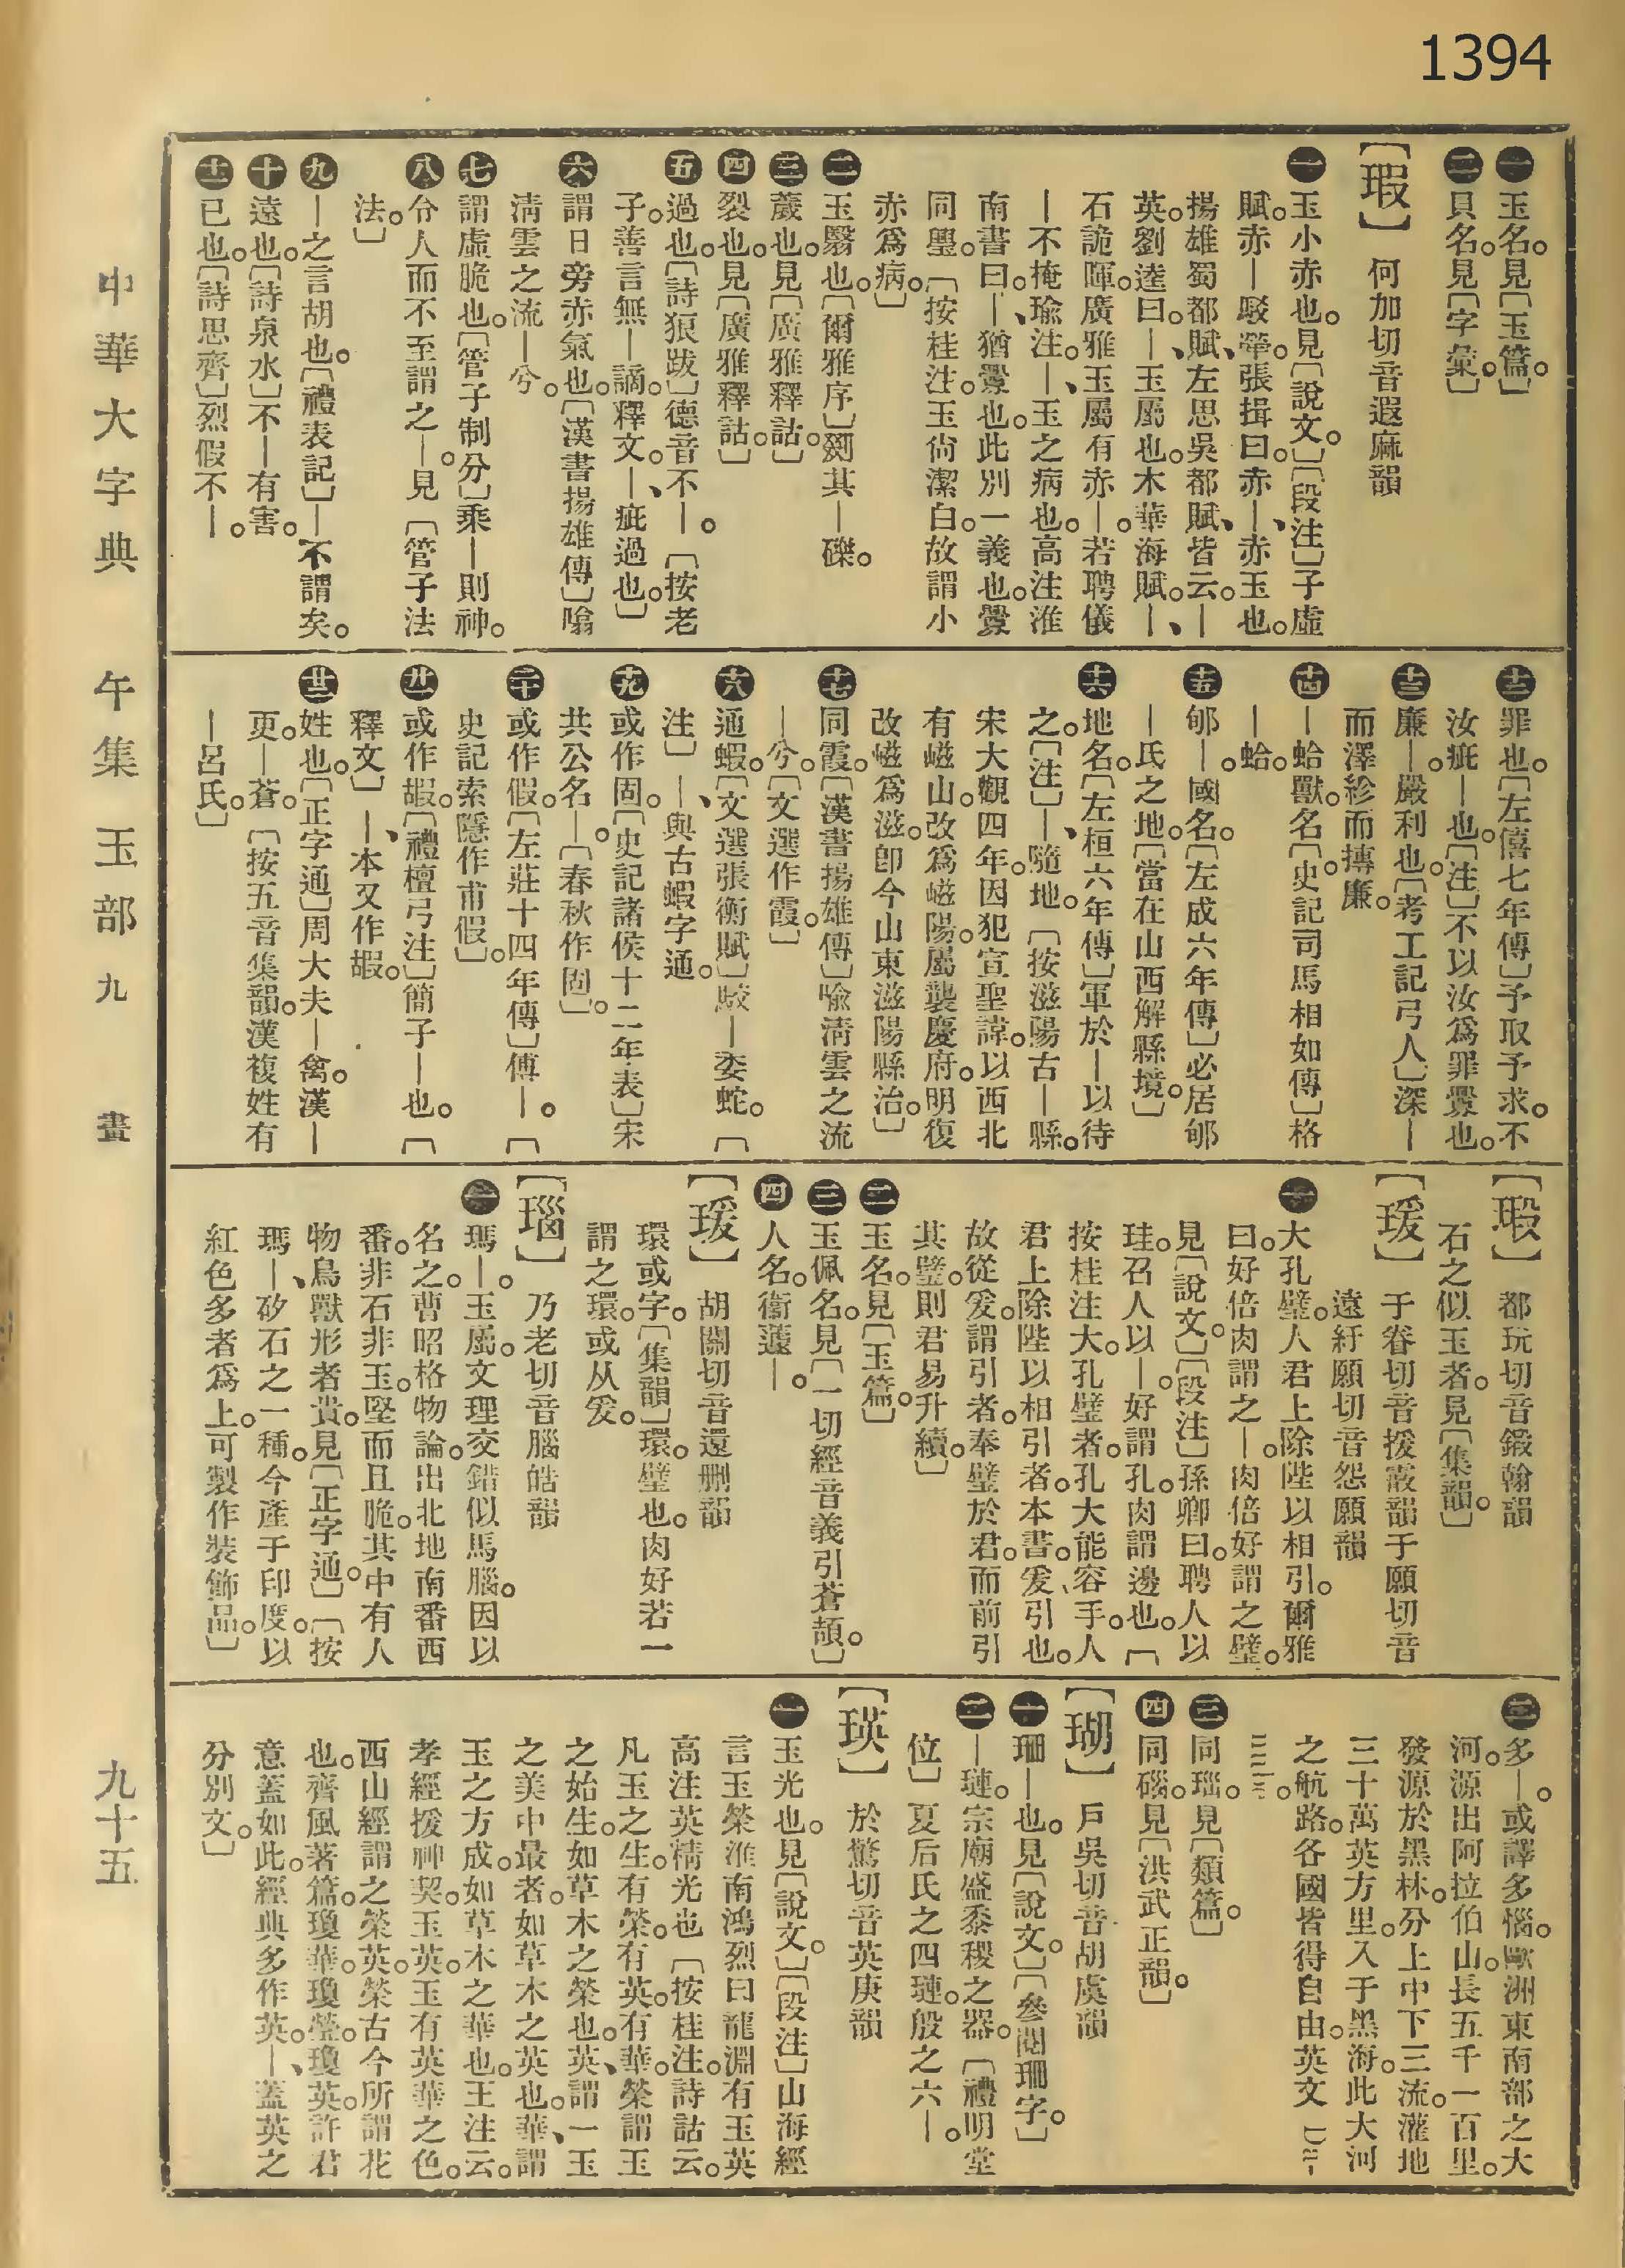 1394
一玉名。見〔玉篇。〕
二貝名。見〔字彙。〕
【瑕】 何加切音遐麻韻
一玉小赤也。見〔說文。〕〔段注〕子虛
賦。赤｜駁犖。張揖曰。赤｜、赤玉也。
揚雄蜀都賦、左思吳都賦、皆云｜
英。劉逵曰。｜、玉屬也。木華海賦。｜、
石詭暉。廣雅玉屬有赤｜。若聘儀
｜不掩瑜注。｜、玉之病也。高注淮
南書曰。｜、猶釁也。此別一義也。釁
同璺。〔按桂注。玉尙潔白。故謂小
赤爲病。〕
二玉翳也。〔爾雅序〕剟其｜礫。
三薉也。見〔廣雅釋詁。〕
四裂也。見〔廣雅釋詁。〕
五過也。〔詩狼跋〕德音不｜。〔按老
子。善言無｜讁。釋文。｜、疵過也。〕
六謂日旁赤氣也。〔漢書揚雄傳〕噏
淸雲之流｜兮。
七謂虛脆也。〔管子制分〕乘｜則神。
八令人而不至謂之｜。見〔管子法
法。〕
九｜之言胡也。〔禮表記〕｜不謂矣。
十遠也。〔詩泉水〕不｜有害。
十一已也。〔詩思齊〕烈假不｜。
十二罪也。〔左僖七年傳〕予取予求。不
汝疵｜也。〔注〕不以汝爲罪釁也。
十三廉｜。嚴利也。〔考工記弓人〕深｜
而澤紾而摶廉。
十四｜蛤。獸名。〔史記司馬相如傳〕格
｜蛤。
十五郇｜。國名。〔左成六年傳〕必居郇
｜氏之地。〔當在山西解縣境。〕
十六地名。〔左桓六年傳〕軍於｜以待
之。〔注〕｜、隨地。〔按滋陽古｜縣。
宋大觀四年。因犯宣聖諱。以西北
有嵫山。改爲嵫陽。屬襲慶府。明復
改嵫爲滋。卽今山東滋陽縣治。〕
十七同霞。〔漢書揚雄傳〕噏淸雲之流
｜兮。〔文選作霞。〕
十八通蝦。〔文選張衡賦〕駮｜委蛇。〔
注〕｜、與古蝦字通。
十九或作固。〔史記諸侯十二年表〕宋
共公名｜。〔春秋作固。〕
二十或作假。〔左莊十四年傳〕傅｜。〔
史記索隱作甫假。〕
廿一或作嘏。〔禮檀弓注〕簡子｜也。〔
釋文〕｜、本又作嘏。
廿二姓也。〔正字通〕周大夫｜禽。漢｜
更。｜蒼。〔按五音集韻。漢複姓有
｜呂氏。〕
【瑖】 都玩切音鍛翰韻
石之似玉者。見〔集韻。〕
【瑗】 于眷切音援霰韻于願切音
遠紆願切音怨願韻
一大孔璧。人君上除陛以相引。爾雅
曰。好倍肉謂之｜。肉倍好謂之璧。
見〔說文。〕〔段注〕孫卿曰。聘人以
珪。召人以｜。好謂孔。肉謂邊也。〔
按桂注。大孔璧者。孔大能容手。人
君上除陛以相引者。本書。爰、引也。
故從爰。謂引者。奉璧於君。而前引
其璧。則君易升續。〕
二玉名。見〔玉篇。〕
三玉佩名。見〔一切經音義引蒼頡。〕
四人名。衞蘧｜。
【瑗】 胡關切音還刪韻
環或字。〔集韻〕環。璧也。肉好若一
謂之環。或从爰。
【瑙】 乃老切音腦皓韻
一瑪｜。玉屬。文理交錯似馬腦。因以
名之。曹昭格物論。出北地南番西
番。非石非玉。堅而且脆。其中有人
物鳥獸形者貴。見〔正字通。〕〔按
瑪｜、矽石之一種。今產于印度。以
紅色多者爲上。可製作裝飾品。〕
二多｜。或譯多惱。歐洲東南部之大
河。源出阿拉伯山。長五千一百里。
發源於黑林。分上中下三流。灌地
三十萬英方里。入于黑海。此大河
之航路。各國皆得自由。英文
三同㺁。見〔類篇。〕
四同碯。見〔洪武正韻。〕
【瑚】 戶吳切音胡虞韻
一珊｜也。見〔說文。〕〔參閱珊字。〕
二｜璉。宗廟盛黍稷之器。〔禮明堂
位〕夏后氏之四璉。殷之六｜。
【瑛】 於驚切音英庚韻
一玉光也。見〔說文。〕〔段注〕山海經
言玉榮。淮南鴻烈曰龍淵有玉英
高注。英精光也〔按桂注。詩詁云。
凡玉之生。有榮。有英。有華。榮謂玉
之始生。如草木之榮也。英、謂一玉
之美中最者。如草木之英也。華、謂
玉之方成。如草木之華也。王注云。
孝經援神契。玉英。玉有英華之色。
西山經謂之榮英。榮古今所謂花
也。齊風著篇。瓊華。瓊瑩。瓊英。許君
意蓋如此。經典多作英。｜、蓋英之
分別文。〕
中華大字典 午集 玉部 九畫
九十五